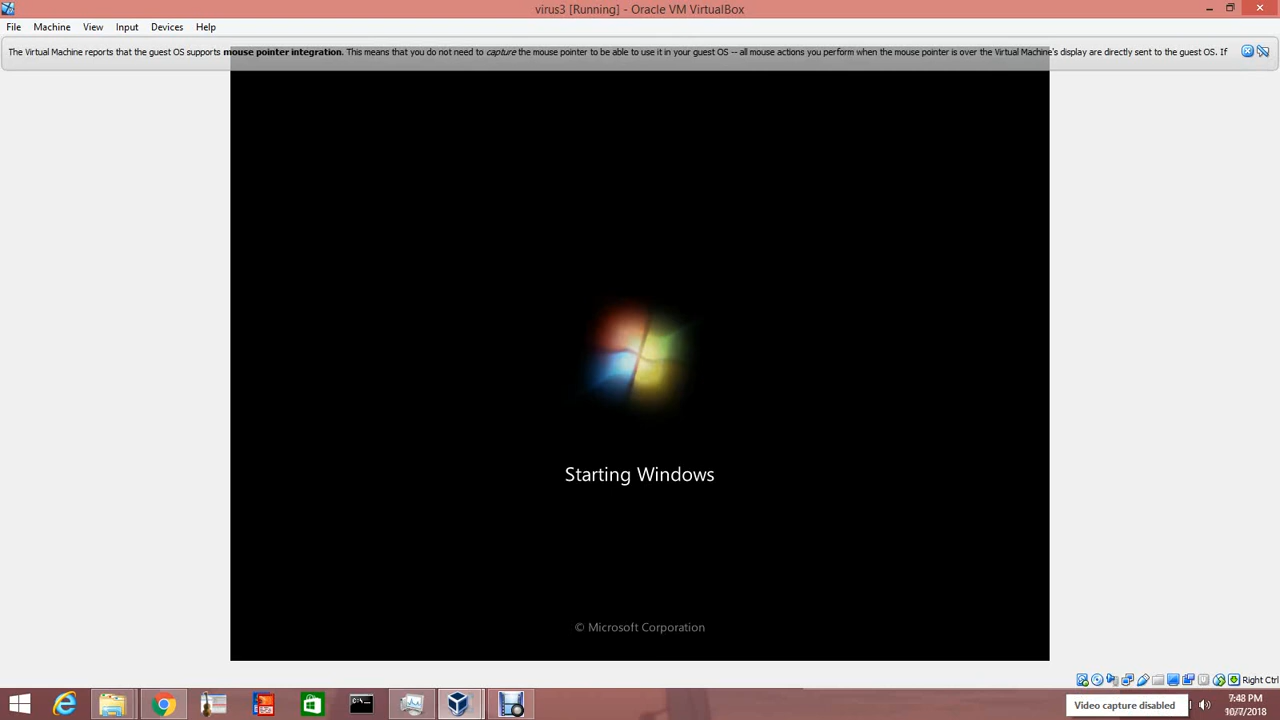 virus3 [Running] - Oracle VM VirtualBox
File Machine View Input Devices Help
The Virtual Machine reports that the guest OS supports mouse pointer integration. This means that you do not need to capture the mouse pointer to be able to use it in your guest OS -- all mouse actions you perform when the mouse pointer is over the Virtual Machine's display are directly sent to the guest OS. If
Starting Windows
© Microsoft Corporation
Right Ctrl
7:48 PM
Video capture disabled
10/7/2018